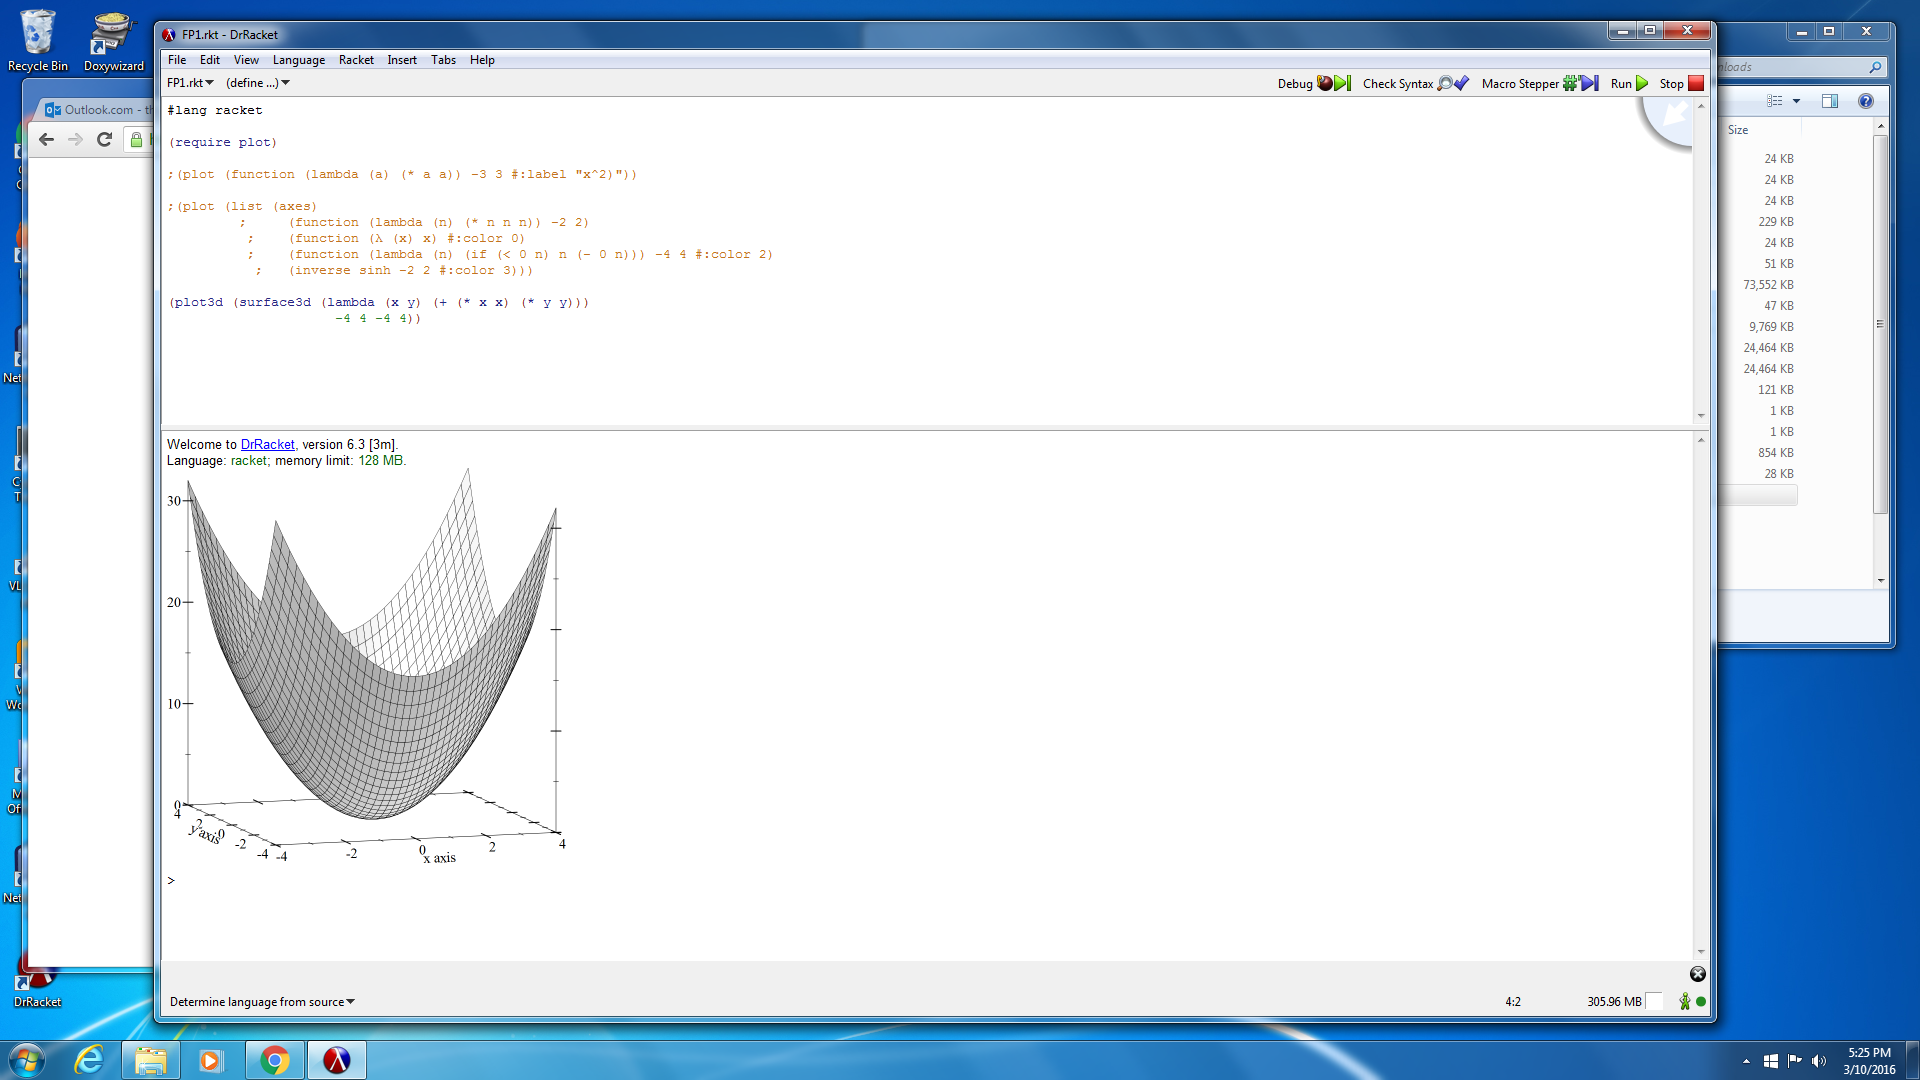 Recycle Bin
Doxywizard
FP1.rkt - DrRacket
File Edit View Language Racket Insert Tabs Help
FP1.rkt (define ...)
Debug Check Syntax Macro Stepper Run Stop
#lang racket
(require plot)
;(plot (function (lambda (a) (* a a)) -3 3 #:label "x^2)"))
;(plot (list (axes)
; (function (lambda (n) (* n n n)) -2 2)
; (function (λ (x) x) #:color 0)
; (function (lambda (n) (if (< 0 n) n (- 0 n))) -4 4 #:color 2)
; (inverse sinh -2 2 #:color 3)))
(plot3d (surface3d (lambda (x y) (+ (* x x) (* y y)))
-4 4 -4 4))
Welcome to DrRacket, version 6.3 [3m].
Language: racket; memory limit: 128 MB.
30
20
10
0
4
2
0
-2
-4
y axis
-4
-2
0
2
4
x axis
>
Determine language from source
4:2
305.96 MB
Outlook.com - th
Size
24 KB
24 KB
24 KB
229 KB
24 KB
51 KB
73,552 KB
47 KB
9,769 KB
24,464 KB
24,464 KB
121 KB
1 KB
1 KB
854 KB
28 KB
DrRacket
5:25 PM
3/10/2016